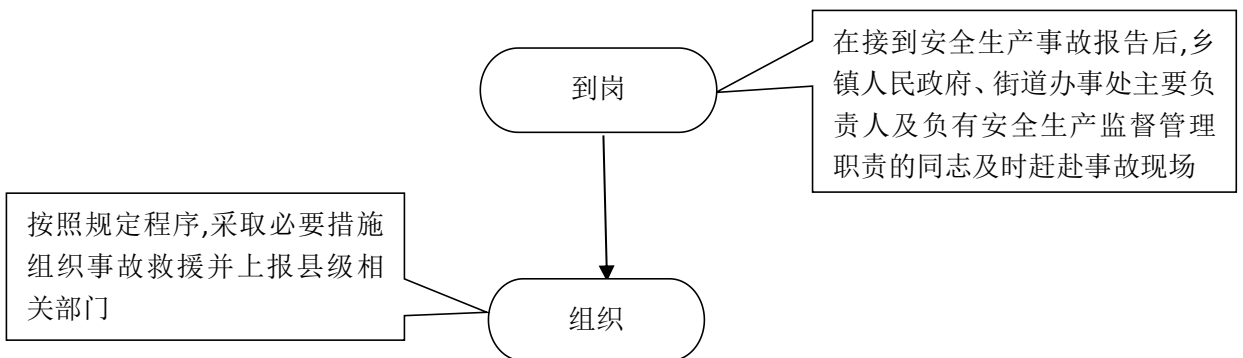 到岗
在接到安全生产事故报告后,乡
镇人民政府、街道办事处主要负
责人及负有安全生产监督管理
职责的同志及时赶赴事故现场
按照规定程序,采取必要措施
组织事故救援并上报县级相
关部门
组织